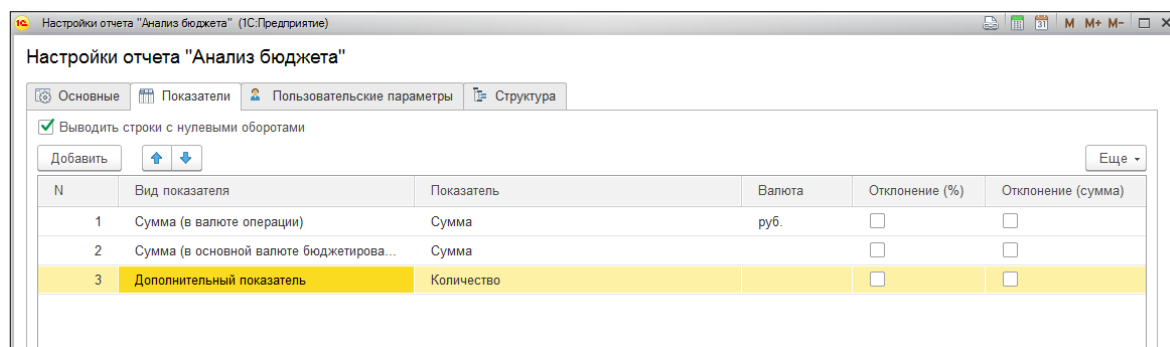 Настройки отчета "Анализ бюджета" (1С:Предприятие) 31 M M+ M-
Настройки отчета "Анализ бюджета"
Основные Показатели Пользовательские параметры Структура
Выводить строки с нулевыми оборотами
Добавить Еще
N Вид показателя Показатель Валюта Отклонение (%) Отклонение (сумма)
1 Сумма (в валюте операции) Сумма руб.
2 Сумма (в основной валюте бюджетирова... Сумма
3 Дополнительный показатель Количество